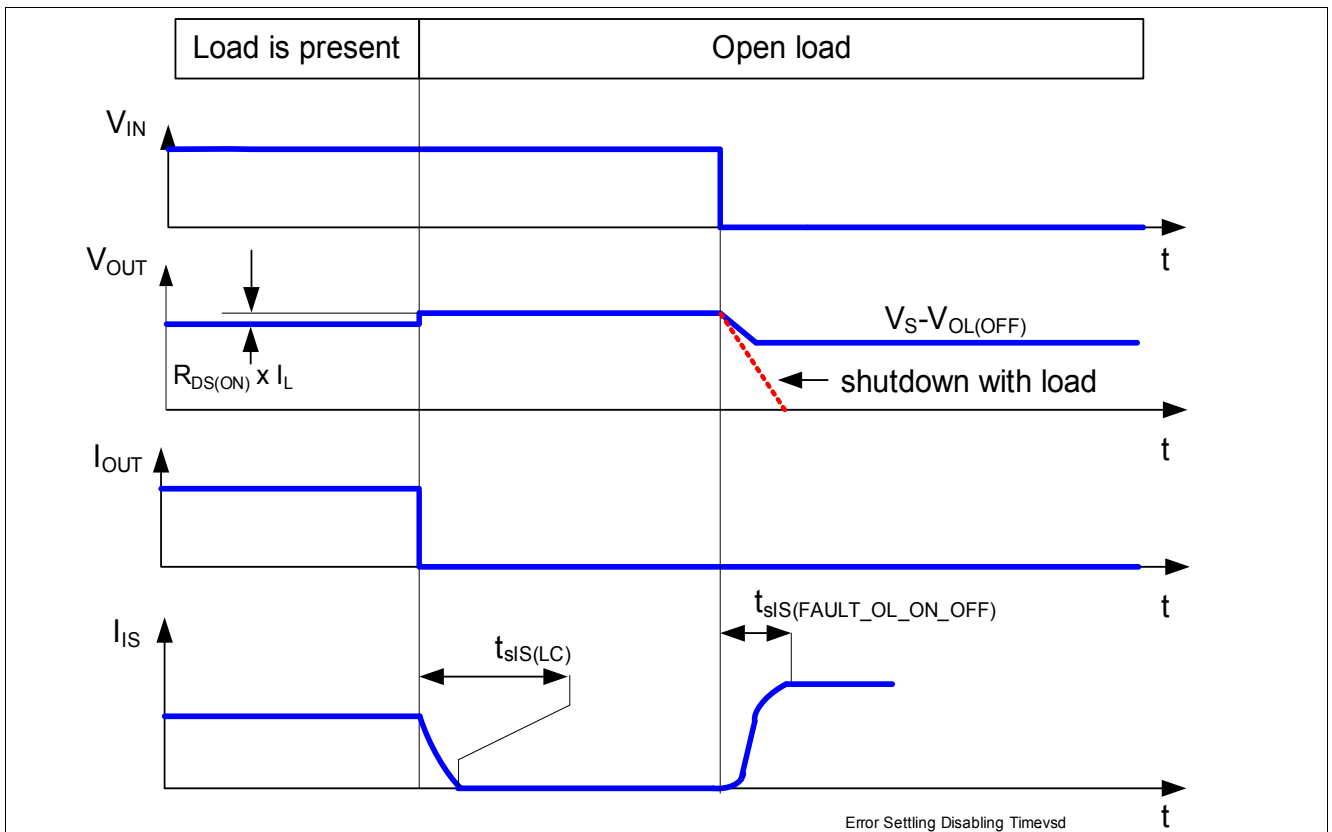 Load is present
Open load
VIN
t
VOUT
RDS(ON) x IL
VS-VOL(OFF)
shutdown with load
t
IOUT
t
IIS
tsIS(LC)
tsIS(FAULT_OL_ON_OFF)
t
Error Settling Disabling Timevsd